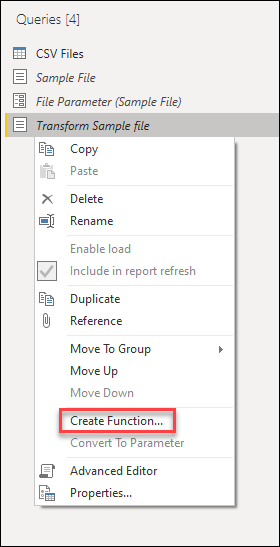 Queries [4]
CSV Files
Sample File
File Parameter (Sample File)
Transform Sample file
Copy
Paste
Delete
Rename
Enable load
Include in report refresh
Duplicate
Reference
Move To Group
Move Up
Move Down
Create Function...
Convert To Parameter
Advanced Editor
Properties...